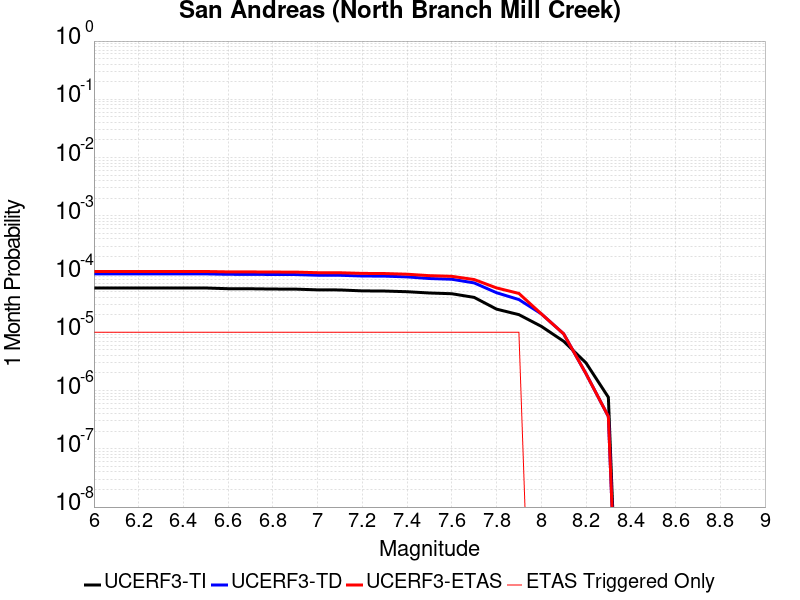 San Andreas (North Branch Mill Creek)
10 0
10 -1
10 -2
10 -3
10 -4
10 -5
10 -6
10 -7
10 -8
1 Month Probability
6 6.2 6.4 6.6 6.8 7 7.2 7.4 7.6 7.8 8 8.2 8.4 8.6 8.8 9
Magnitude
UCERF3-TI UCERF3-TD UCERF3-ETAS ETAS Triggered Only